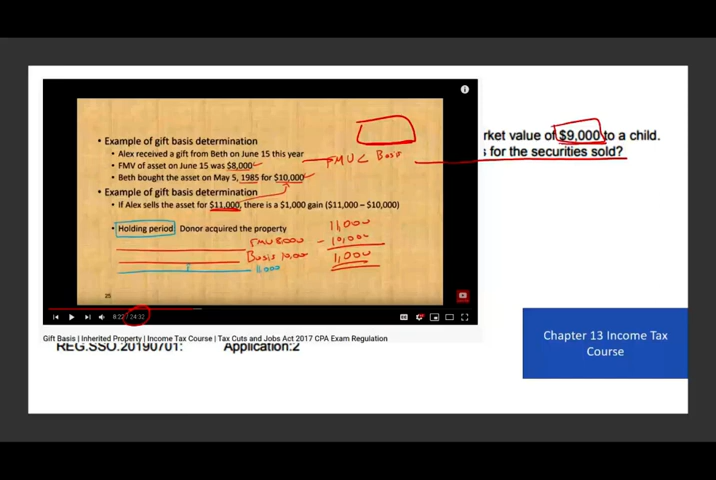 • Example of gift basis determination
• Alex received a gift from Beth on June 15 this year
• FMV of asset on June 15 was $8,000
• Beth bought the asset on May 5, 1985 for $10,000
FMV < Basis
• Example of gift basis determination
• If Alex sells the asset for $11,000, there is a $1,000 gain ($11,000 – $10,000)
• Holding period Donor acquired the property
FMV 8000
Basis 10,000
11,000
11,000
- 10,000
1,000
25
8:22 24:32
Gift Basis | Inherited Property | Income Tax Course | Tax Cuts and Jobs Act 2017 CPA Exam Regulation
rket value of $9,000 to a child.
s for the securities sold?
REG.SSO.20190701: Application:2
Chapter 13 Income Tax
Course